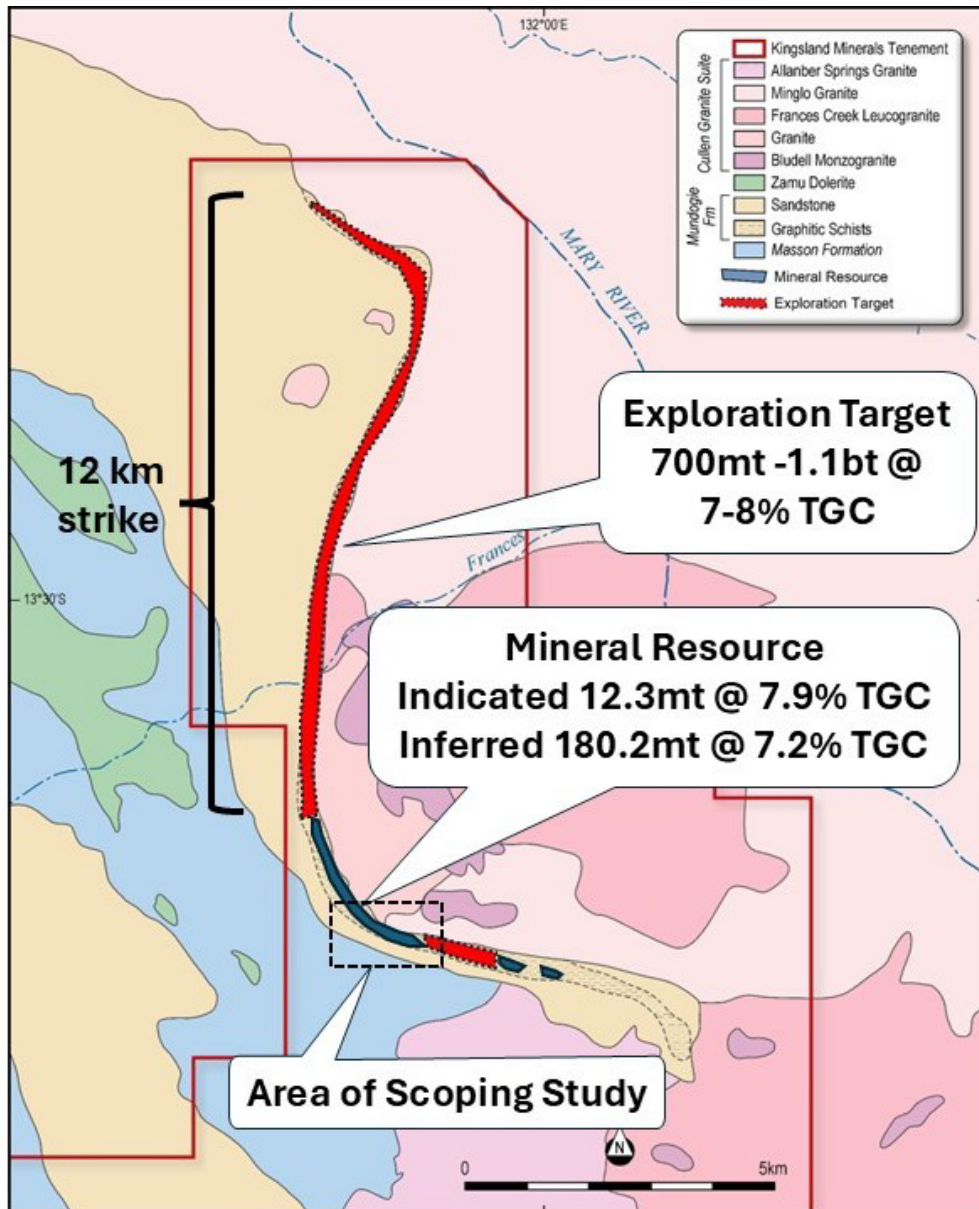 132°00'E
Kingsland Minerals Tenement
Cullen Granite Suite
Allanber Springs Granite
Minglo Granite
Frances Creek Leucogranite
Granite
Bludell Monzogranite
Zamu Dolerite
Mundogie Fm
Sandstone
Graphitic Schists
Masson Formation
Mineral Resource
Exploration Target
MARY RIVER
Exploration Target
700mt -1.1bt @
7-8% TGC
12 km
strike
Frances
13°30'S
Mineral Resource
Indicated 12.3mt @ 7.9% TGC
Inferred 180.2mt @ 7.2% TGC
Area of Scoping Study
N
0
5km